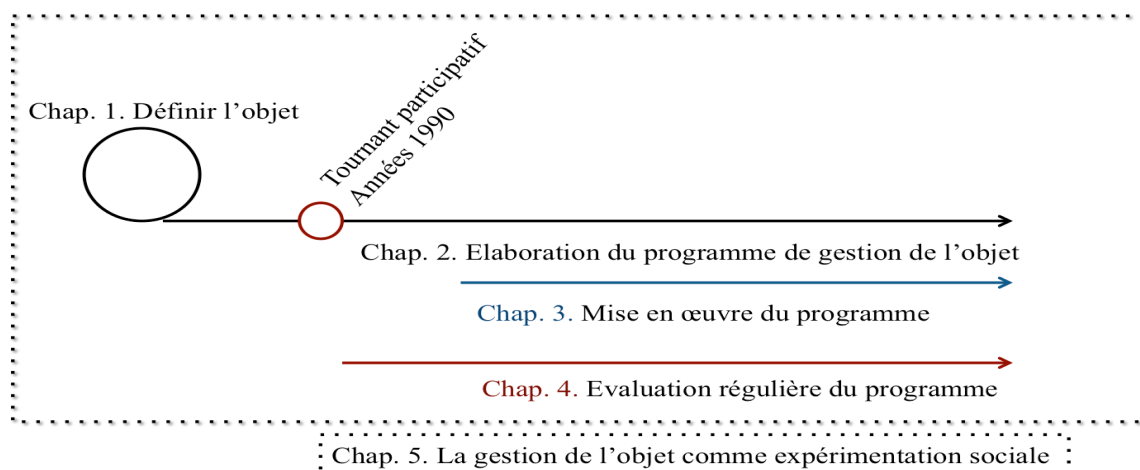 Chap. 1. Définir l’objet
Tournant participatif
Années 1990
Chap. 2. Elaboration du programme de gestion de l’objet
Chap. 3. Mise en œuvre du programme
Chap. 4. Evaluation régulière du programme
Chap. 5. La gestion de l’objet comme expérimentation sociale